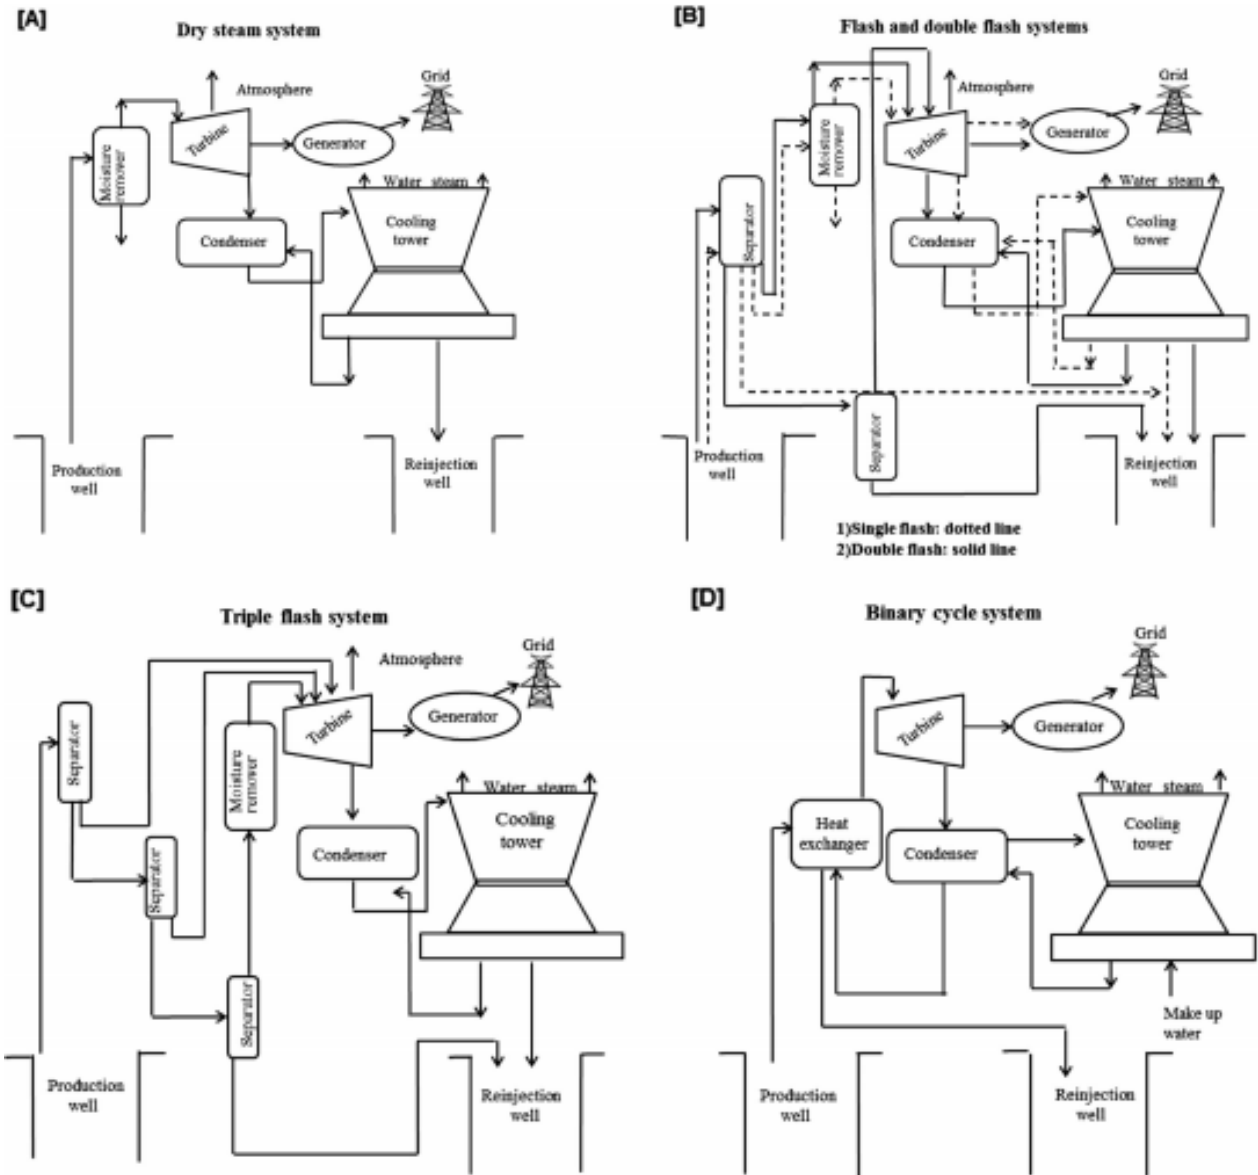 [A]
Dry steam system
Atmosphere
Grid
Moisture
remover
Turbine
Generator
Water steam
Condenser
Cooling
tower
Production
well
Reinjection
well
[B]
Flash and double flash systems
Atmosphere
Grid
Moisture
remover
Turbine
Generator
Separator
Water steam
Condenser
Cooling
tower
Separator
Production
well
Reinjection
well
1)Single flash: dotted line
2)Double flash: solid line
[C]
Triple flash system
Atmosphere
Grid
Separator
Moisture
remover
Turbine
Generator
Water steam
Separator
Condenser
Cooling
tower
Separator
Production
well
Reinjection
well
[D]
Binary cycle system
Grid
Turbine
Generator
Water steam
Heat
exchanger
Condenser
Cooling
tower
Make up
water
Production
well
Reinjection
well